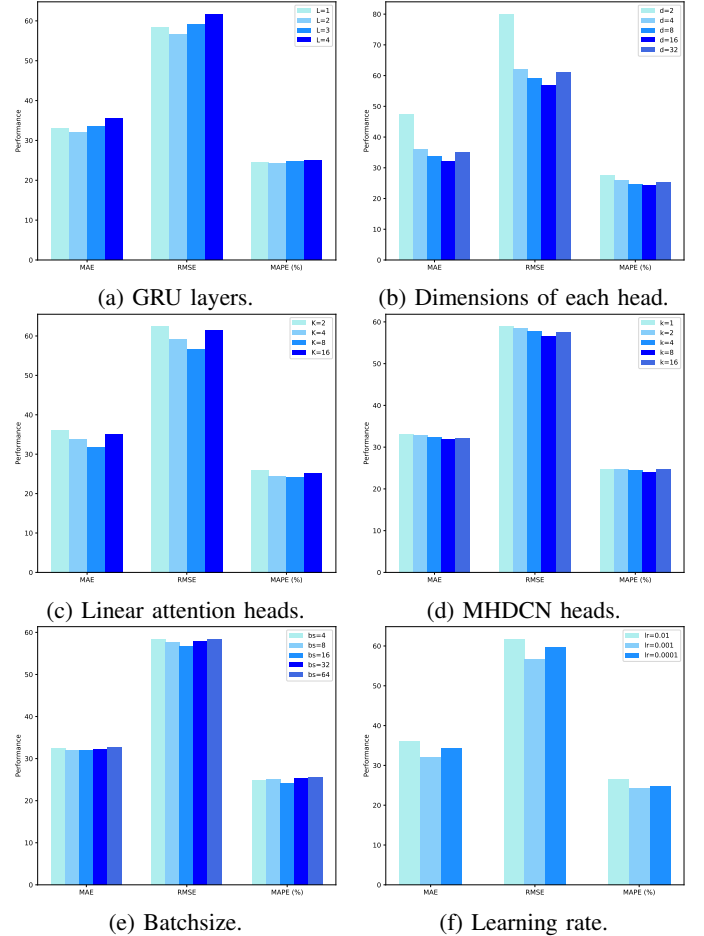 L=1
L=2
L=3
L=4
60
50
40
30
20
10
0
Performance
MAE
RMSE
MAPE (%)
(a) GRU layers.
d=2
d=4
d=8
d=16
d=32
80
70
60
50
40
30
20
10
0
Performance
MAE
RMSE
MAPE (%)
(b) Dimensions of each head.
K=2
K=4
K=8
K=16
60
50
40
30
20
10
0
Performance
MAE
RMSE
MAPE (%)
(c) Linear attention heads.
k=1
k=2
k=4
k=8
k=16
60
50
40
30
20
10
0
Performance
MAE
RMSE
MAPE (%)
(d) MHDCN heads.
bs=4
bs=8
bs=16
bs=32
bs=64
60
50
40
30
20
10
0
Performance
MAE
RMSE
MAPE (%)
(e) Batchsize.
lr=0.01
lr=0.001
lr=0.0001
60
50
40
30
20
10
0
Performance
MAE
RMSE
MAPE (%)
(f) Learning rate.